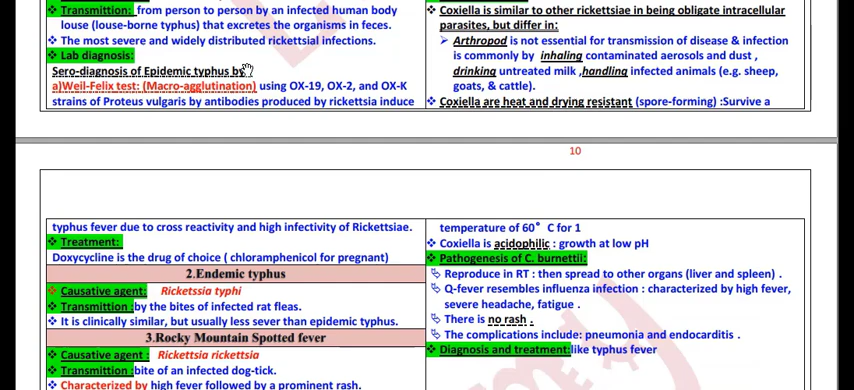 Transmittion: from person to person by an infected human body
louse (louse-borne typhus) that excretes the organisms in feces.
The most severe and widely distributed rickettsial infections.
Lab diagnosis:
Sero-diagnosis of Epidemic typhus by
a)Weil-Felix test: (Macro-agglutination) using OX-19, OX-2, and OX-K
strains of Proteus vulgaris by antibodies produced by rickettsia induce
Coxiella is similar to other rickettsiae in being obligate intracellular
parasites, but differ in:
Arthropod is not essential for transmission of disease & infection
is commonly by inhaling contaminated aerosols and dust ,
drinking untreated milk ,handling infected animals (e.g. sheep,
goats, & cattle).
Coxiella are heat and drying resistant (spore-forming) :Survive a
10
typhus fever due to cross reactivity and high infectivity of Rickettsiae.
Treatment:
Doxycycline is the drug of choice ( chloramphenicol for pregnant)
2.Endemic typhus
Causative agent: Ricketssia typhi
Transmittion :by the bites of infected rat fleas.
It is clinically similar, but usually less sever than epidemic typhus.
3.Rocky Mountain Spotted fever
Causative agent : Rickettsia rickettsia
Transmittion :bite of an infected dog-tick.
Characterized by high fever followed by a prominent rash.
temperature of 60° C for 1
Coxiella is acidophilic : growth at low pH
Pathogenesis of C. burnettii:
Reproduce in RT : then spread to other organs (liver and spleen) .
Q-fever resembles influenza infection : characterized by high fever,
severe headache, fatigue .
There is no rash .
The complications include: pneumonia and endocarditis .
Diagnosis and treatment:like typhus fever